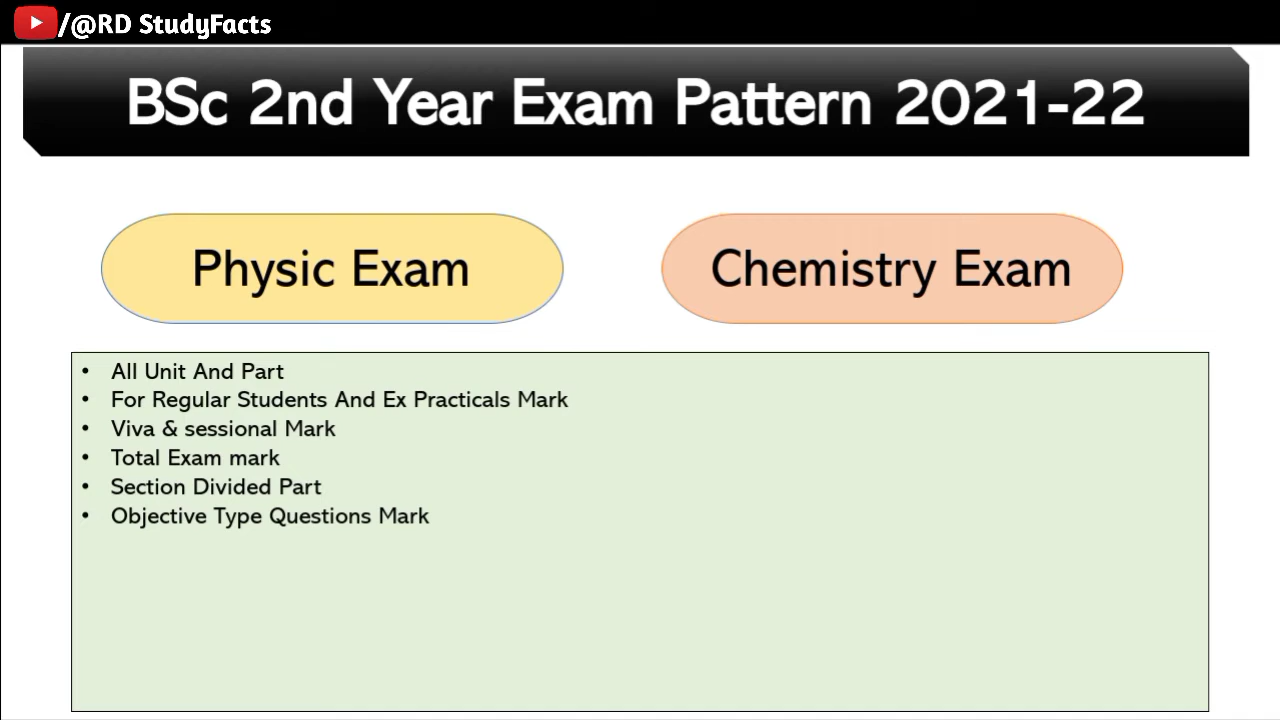 /@RD StudyFacts
BSc 2nd Year Exam Pattern 2021-22
Physic Exam
Chemistry Exam
• All Unit And Part
• For Regular Students And Ex Practicals Mark
• Viva & sessional Mark
• Total Exam mark
• Section Divided Part
• Objective Type Questions Mark